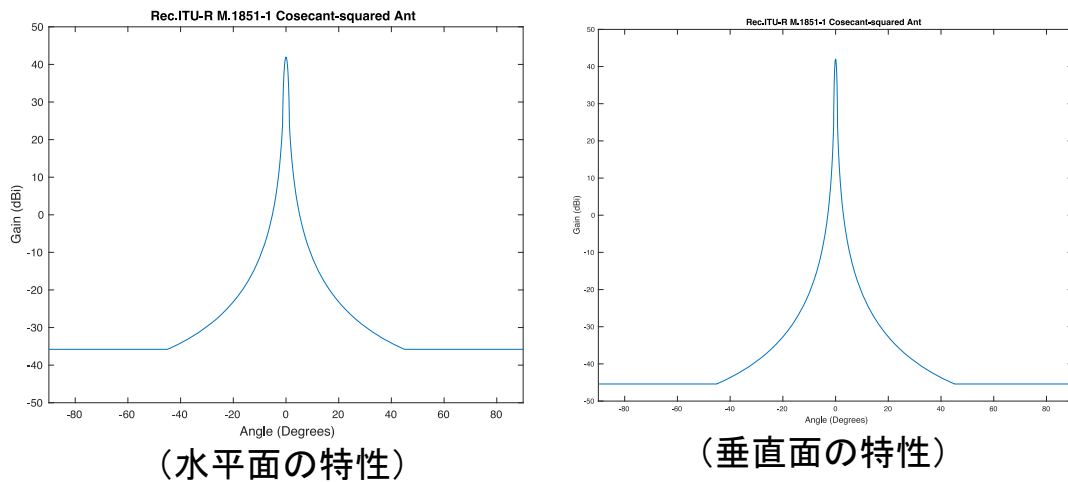 Rec.ITU-R M.1851-1 Cosecant-squared Ant
50
40
30
20
10
0
-10
-20
-30
-40
-50
Gain (dBi)
-80 -60 -40 -20 0 20 40 60 80
Angle (Degrees)
(水平面の特性)
Rec.ITU-R M.1851-1 Cosecant-squared Ant
50
40
30
20
10
0
-10
-20
-30
-40
-50
Gain (dBi)
-80 -60 -40 -20 0 20 40 60 80
Angle (Degrees)
(垂直面の特性)